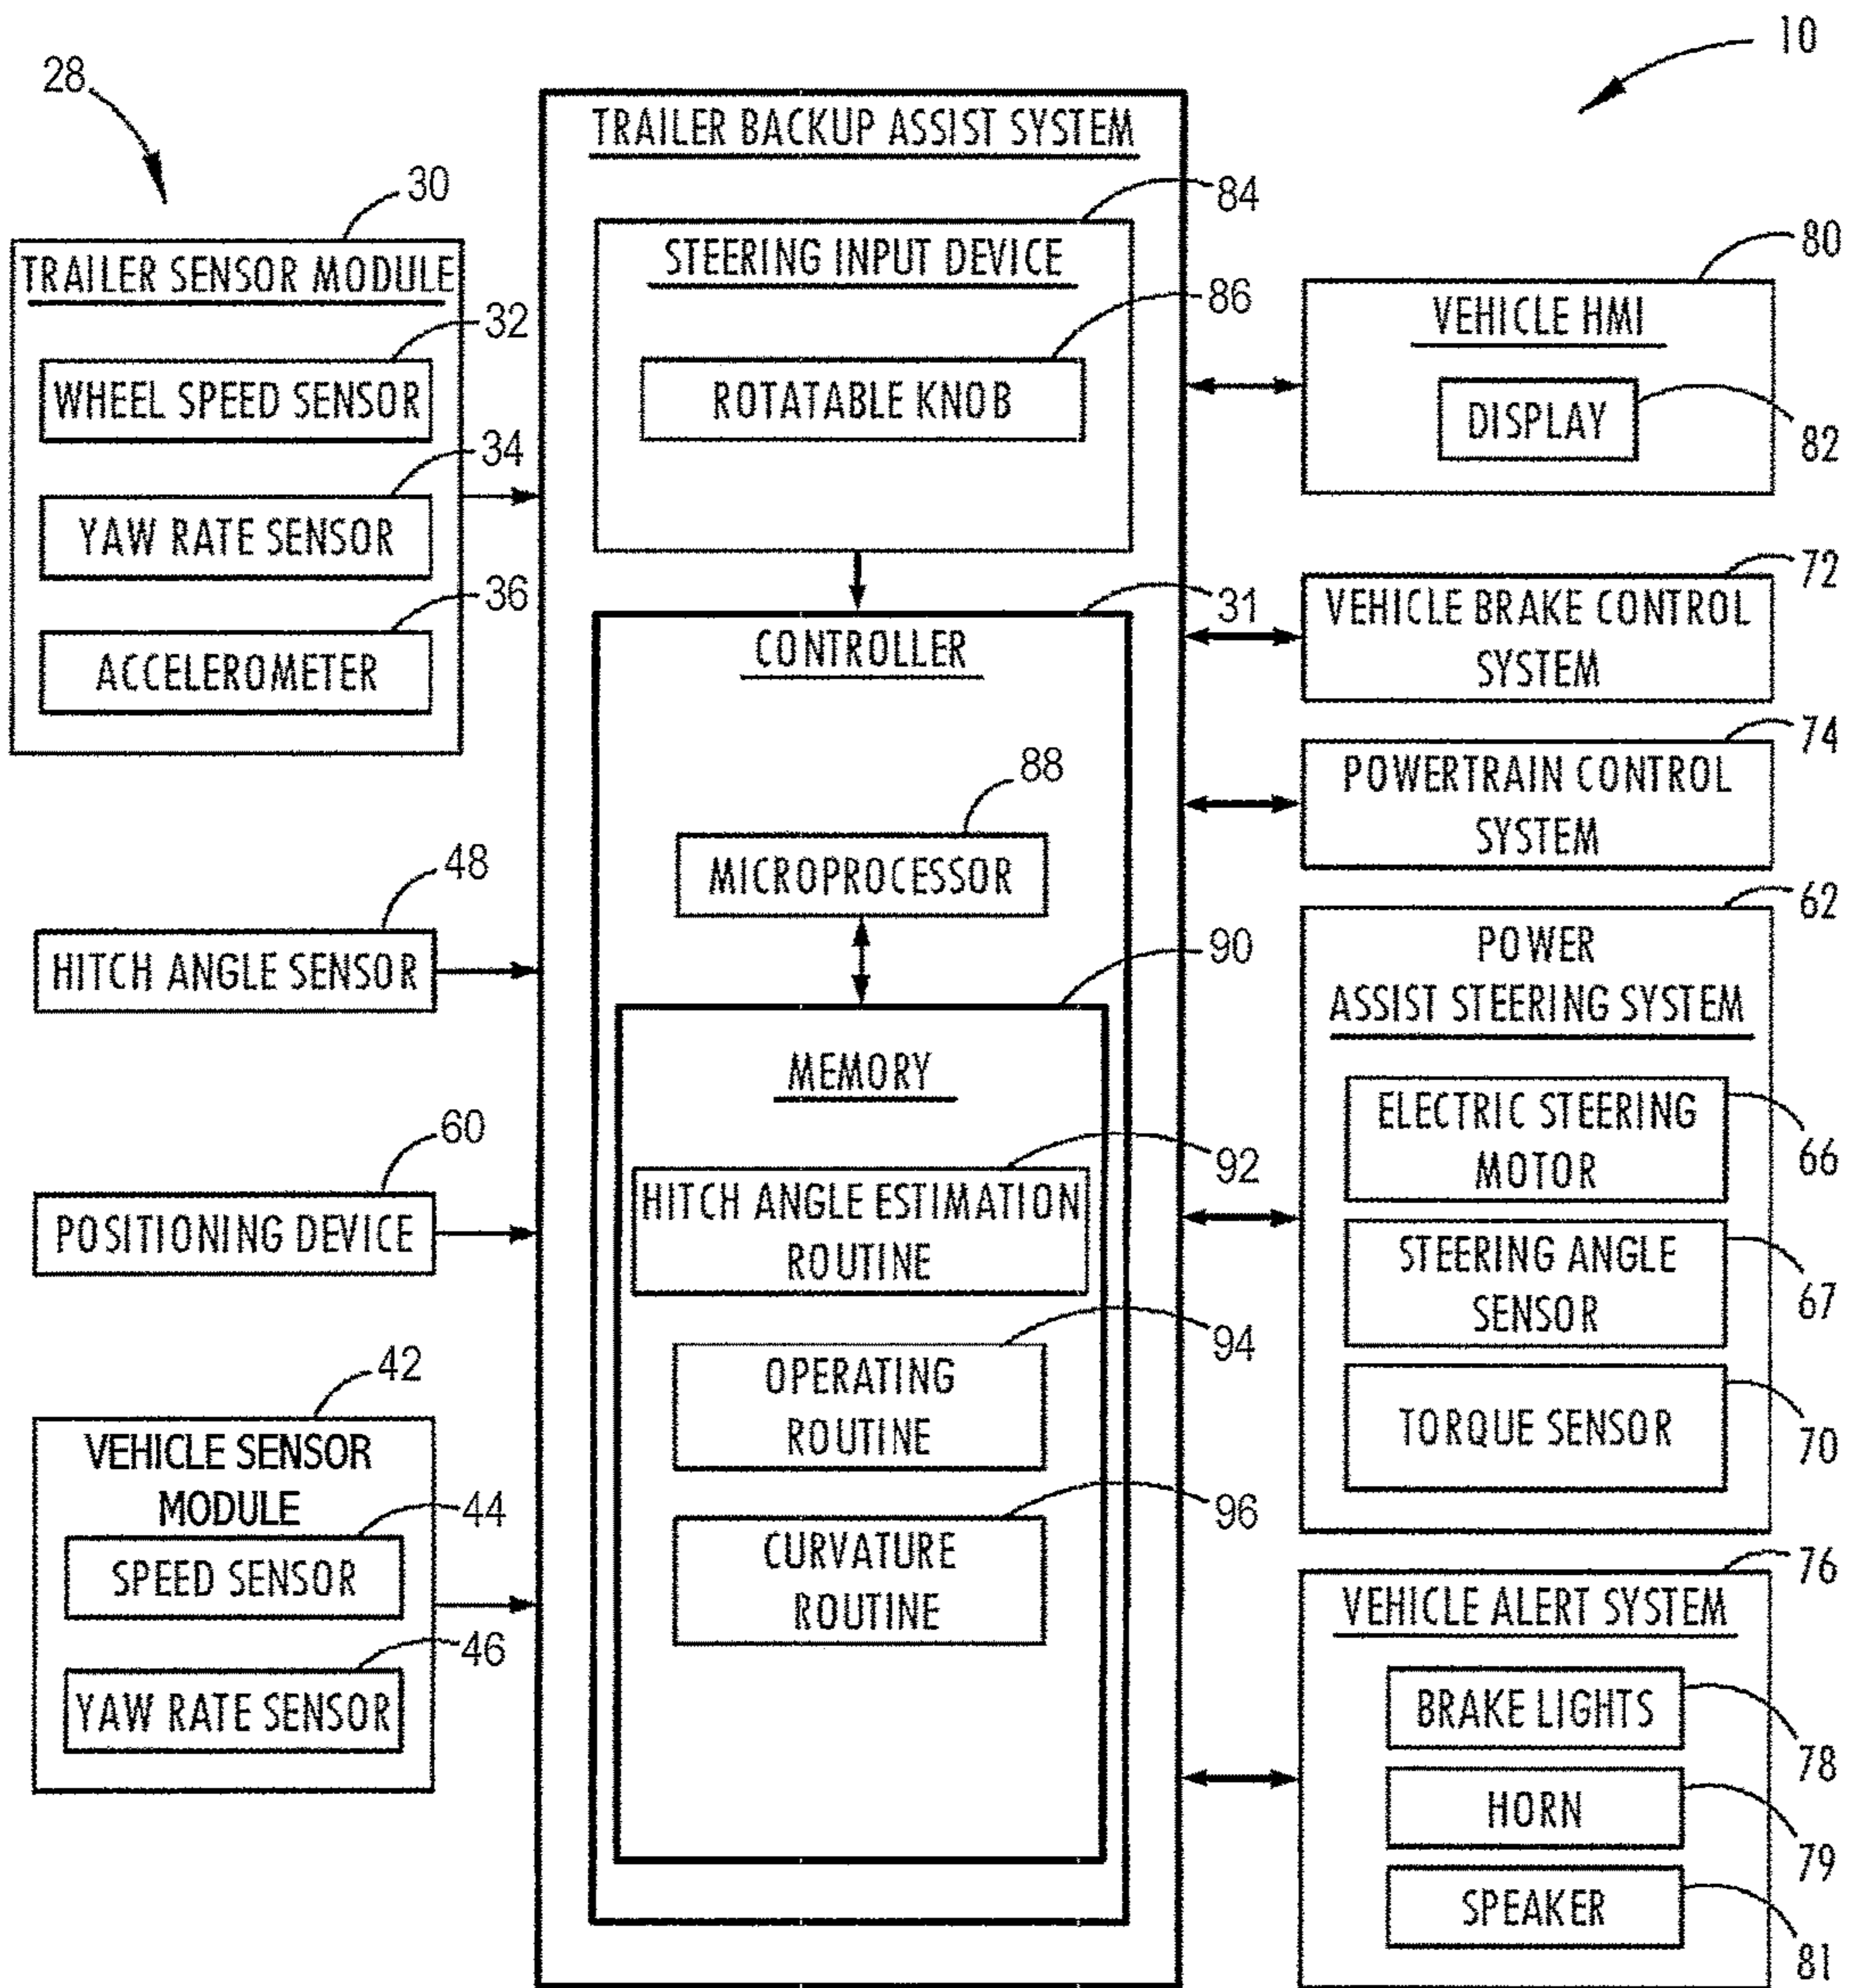 10
28
30
TRAILER SENSOR MODULE
32
WHEEL SPEED SENSOR
34
YAW RATE SENSOR
36
ACCELEROMETER
48
HITCH ANGLE SENSOR
60
POSITIONING DEVICE
42
VEHICLE SENSOR
MODULE
44
SPEED SENSOR
46
YAW RATE SENSOR
TRAILER BACKUP ASSIST SYSTEM
84
STEERING INPUT DEVICE
86
ROTATABLE KNOB
31
CONTROLLER
88
MICROPROCESSOR
90
MEMORY
92
HITCH ANGLE ESTIMATION
ROUTINE
94
OPERATING
ROUTINE
96
CURVATURE
ROUTINE
80
VEHICLE HMI
DISPLAY
82
72
VEHICLE BRAKE CONTROL
SYSTEM
74
POWERTRAIN CONTROL
SYSTEM
62
POWER
ASSIST STEERING SYSTEM
ELECTRIC STEERING
MOTOR
66
STEERING ANGLE
SENSOR
67
TORQUE SENSOR
70
76
VEHICLE ALERT SYSTEM
BRAKE LIGHTS
78
HORN
79
SPEAKER
81